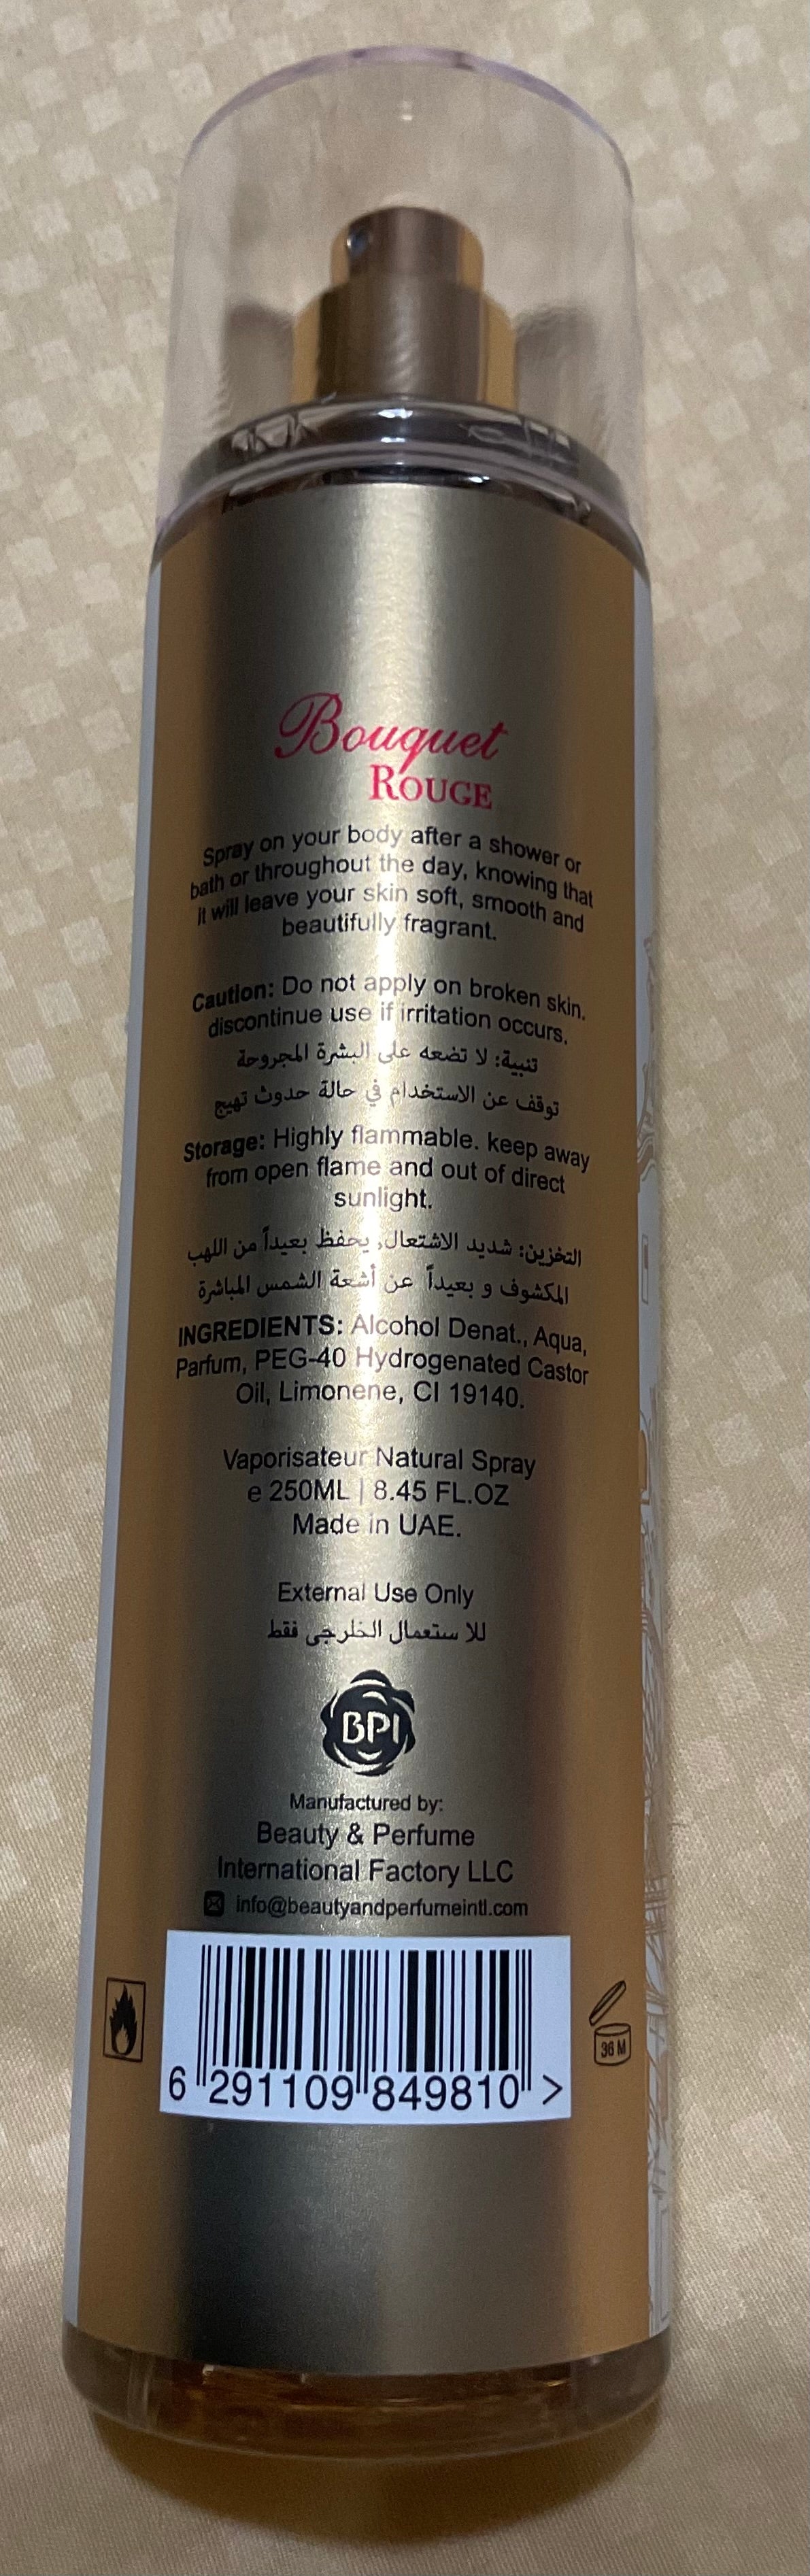 Bouquet
ROUGE
Spray on your body after a shower or
bath or throughout the day, knowing that
it will leave your skin soft, smooth and
beautifully fragrant.
Caution: Do not apply on broken skin.
discontinue use if irritation occurs.
تنبية: لا تضعه على البشرة المجروحة
توقف عن الاستخدام في حالة حدوث تهيج
Storage: Highly flammable. keep away
from open flame and out of direct
sunlight.
التخزين: شديد الاشتعال, يحفظ بعيداً من اللهب
المكشوف و بعيداً عن أشعة الشمس المباشرة
INGREDIENTS: Alcohol Denat., Aqua,
Parfum, PEG-40 Hydrogenated Castor
Oil, Limonene, CI 19140.
Vaporisateur Natural Spray
e 250ML | 8.45 FL.OZ
Made in UAE.
External Use Only
للا ستعمال الخلرجى فقط
BPI
Manufactured by:
Beauty & Perfume
International Factory LLC
info@beautyandperfumeintl.com
36 M
6 291109 849810 >